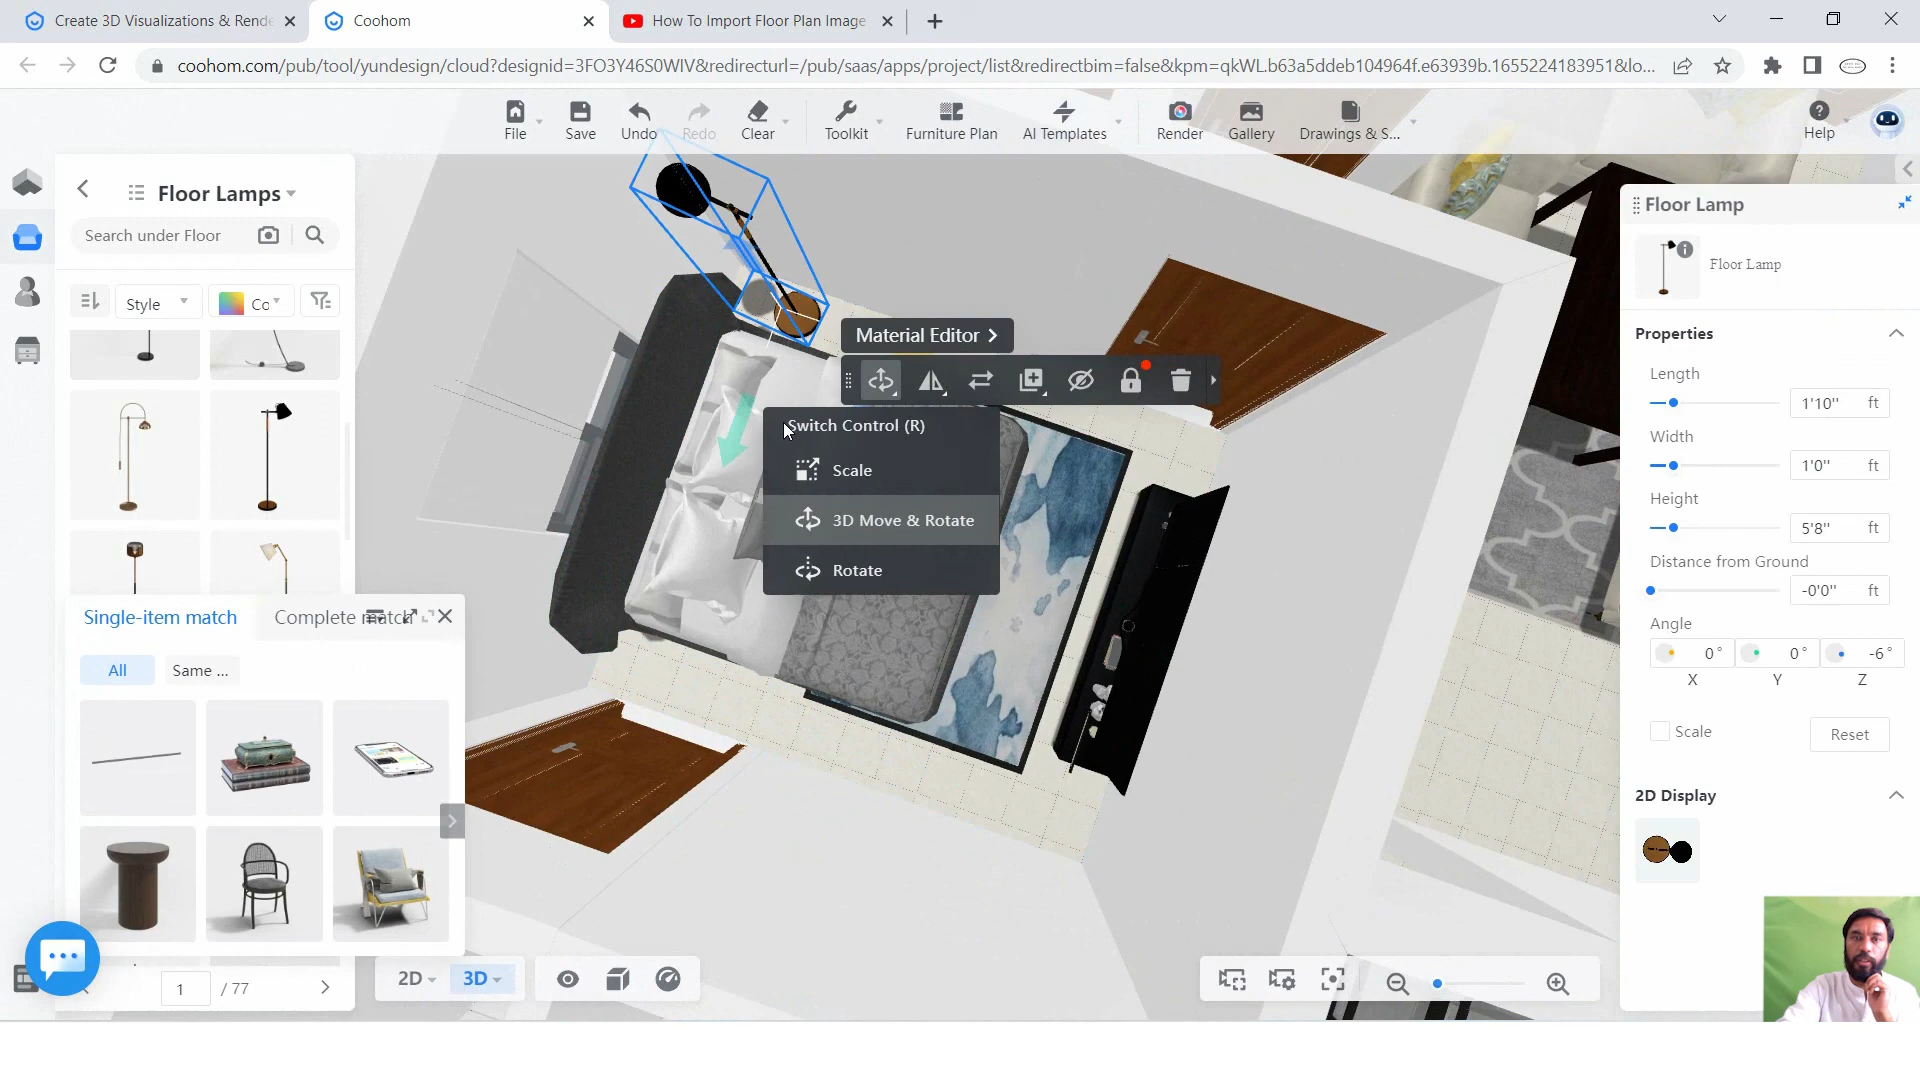 Create 3D Visualizations & Rende
Coohom
How To Import Floor Plan Image
coohom.com/pub/tool/yundesign/cloud?designid=3FO3Y46S0WIV&redirecturl=/pub/saas/apps/project/list&redirectbim=false&kpm=qkWL.b63a5ddeb104964f.e63939b.1655224183951&lo...
File
Save
Undo
Redo
Clear
Toolkit
Furniture Plan
AI Templates
Render
Gallery
Drawings & S...
Help
Floor Lamps
Search under Floor
Style
Co
Single-item match
Complete match
All
Same ...
1 / 77
Material Editor
Switch Control (R)
Scale
3D Move & Rotate
Rotate
2D
3D
Floor Lamp
Floor Lamp
Properties
Length
1'10" ft
Width
1'0" ft
Height
5'8" ft
Distance from Ground
-0'0" ft
Angle
0° 0° -6°
X Y Z
Scale
Reset
2D Display